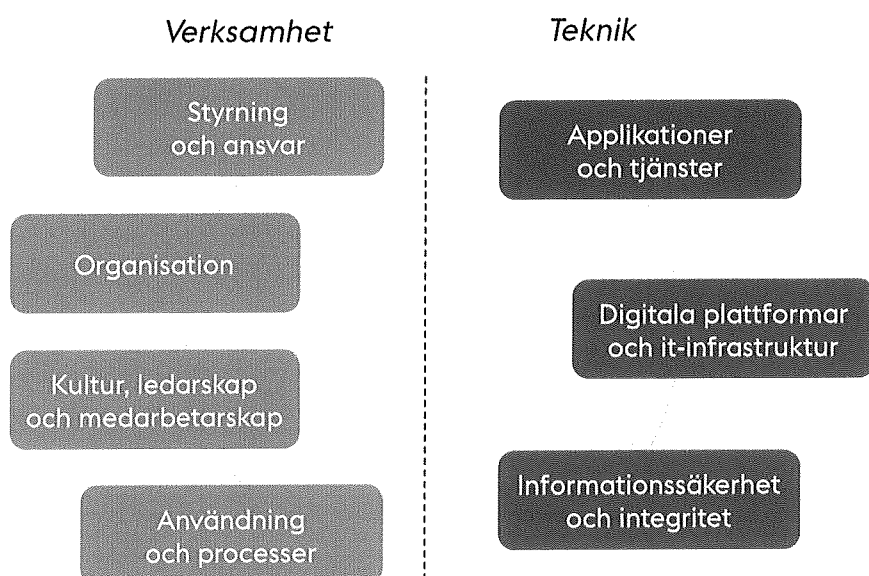 Verksamhet
Styrning
och ansvar
Organisation
Kultur, ledarskap
och medarbetarskap
Användning
och processer
Teknik
Applikationer
och tjänster
Digitala plattformar
och it-infrastruktur
Informationssäkerhet
och integritet